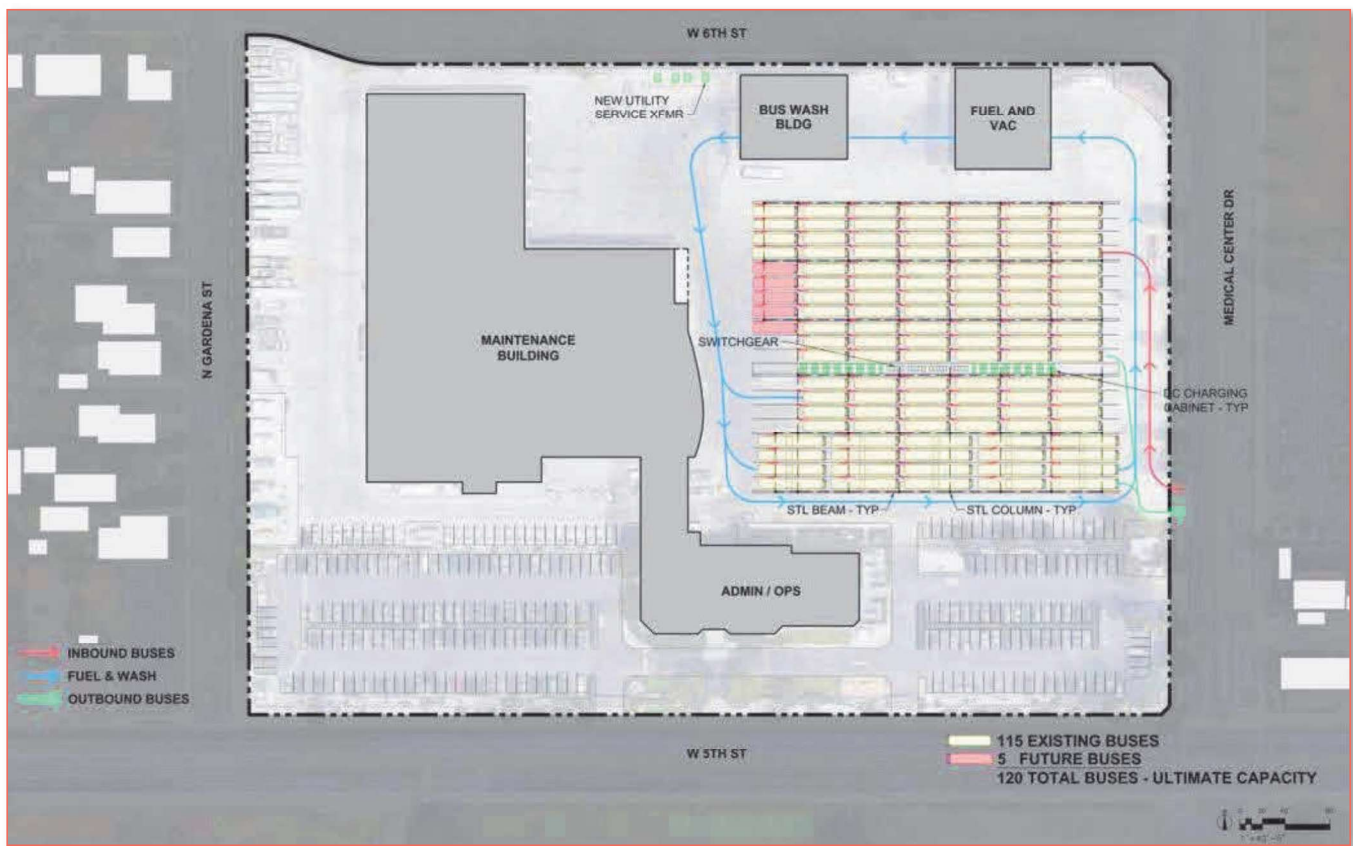 W 6TH ST
NEW UTILITY
SERVICE XFMR
BUS WASH
BLDG
FUEL AND
VAC
N GARDENA ST
MEDICAL CENTER DR
MAINTENANCE
BUILDING
SWITCHGEAR
DC CHARGING
CABINET - TYP
STL BEAM - TYP
STL COLUMN - TYP
ADMIN / OPS
INBOUND BUSES
FUEL & WASH
OUTBOUND BUSES
W 5TH ST
115 EXISTING BUSES
5 FUTURE BUSES
120 TOTAL BUSES - ULTIMATE CAPACITY